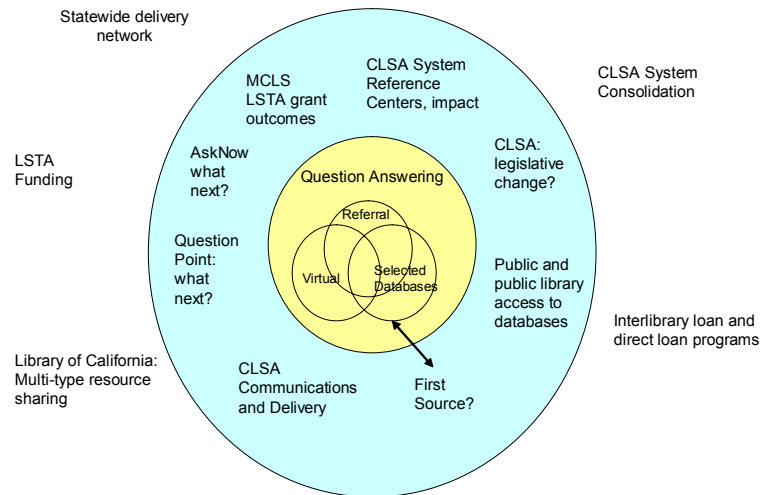 Statewide delivery
network
MCLS
LSTA grant
outcomes
CLSA System
Reference
Centers, impact
CLSA System
Consolidation
LSTA
Funding
AskNow
what
next?
CLSA:
legislative
change?
Question Answering
Referral
Virtual
Selected
Databases
Question
Point:
what
next?
Public and
public library
access to
databases
Interlibrary loan and
direct loan programs
Library of California:
Multi-type resource
sharing
CLSA
Communications
and Delivery
First
Source?